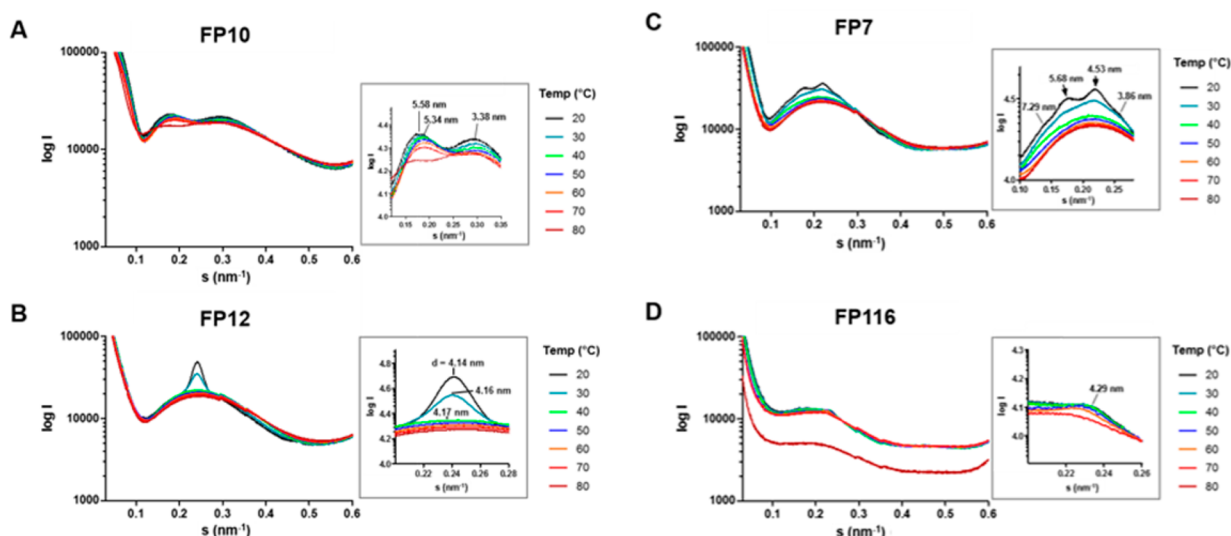 A
FP10
100000
10000
1000
log I
0.1 0.2 0.3 0.4 0.5 0.6
s (nm-1)
5.58 nm
5.34 nm
3.38 nm
4.4
4.3
4.2
4.1
4.0
log I
0.15 0.20 0.25 0.30 0.35
s (nm-1)
Temp (°C)
20
30
40
50
60
70
80
C
FP7
100000
10000
1000
log I
0.1 0.2 0.3 0.4 0.5 0.6
s (nm-1)
4.53 nm
5.68 nm
7.29 nm
3.86 nm
4.5
4.0
log I
0.10 0.15 0.20 0.25
s (nm-1)
Temp (°C)
20
30
40
50
60
70
80
B
FP12
100000
10000
1000
log I
0.1 0.2 0.3 0.4 0.5 0.6
s (nm-1)
d = 4.14 nm
4.16 nm
4.17 nm
4.8
4.6
4.4
4.2
4.0
log I
0.22 0.24 0.26 0.28
s (nm-1)
Temp (°C)
20
30
40
50
60
70
80
D
FP116
100000
10000
1000
log I
0.1 0.2 0.3 0.4 0.5 0.6
s (nm-1)
4.29 nm
4.3
4.2
4.1
4.0
log I
0.22 0.24 0.26
s (nm-1)
Temp (°C)
20
30
40
50
60
70
80